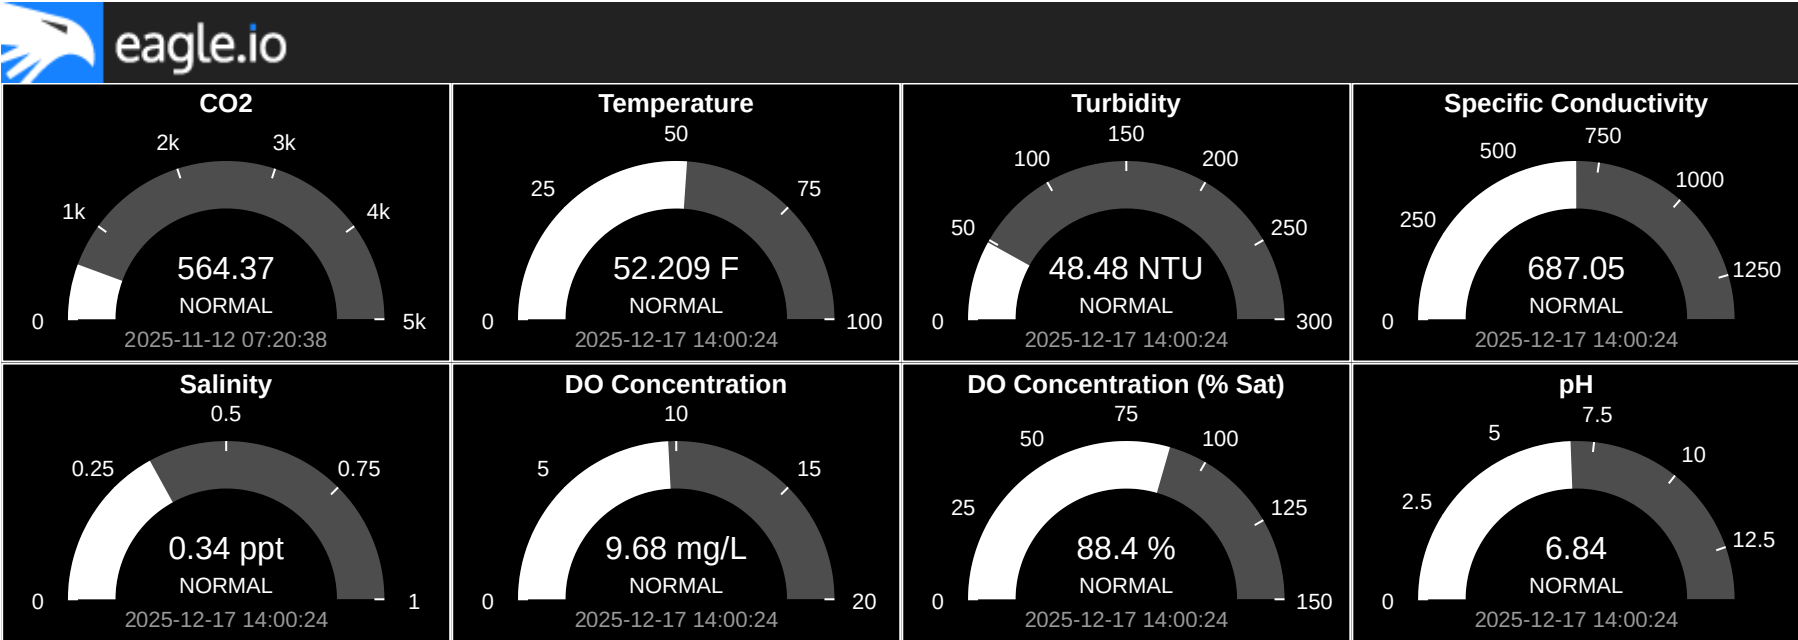 eagle.io
CO2
0
1k
2k
3k
4k
5k
564.37
NORMAL
2025-11-12 07:20:38
Temperature
0
25
50
75
100
52.209 F
NORMAL
2025-12-17 14:00:24
Turbidity
0
50
100
150
200
250
300
48.48 NTU
NORMAL
2025-12-17 14:00:24
Specific Conductivity
0
250
500
750
1000
1250
687.05
NORMAL
2025-12-17 14:00:24
Salinity
0
0.25
0.5
0.75
1
0.34 ppt
NORMAL
2025-12-17 14:00:24
DO Concentration
0
5
10
15
20
9.68 mg/L
NORMAL
2025-12-17 14:00:24
DO Concentration (% Sat)
0
25
50
75
100
125
150
88.4 %
NORMAL
2025-12-17 14:00:24
pH
0
2.5
5
7.5
10
12.5
6.84
NORMAL
2025-12-17 14:00:24